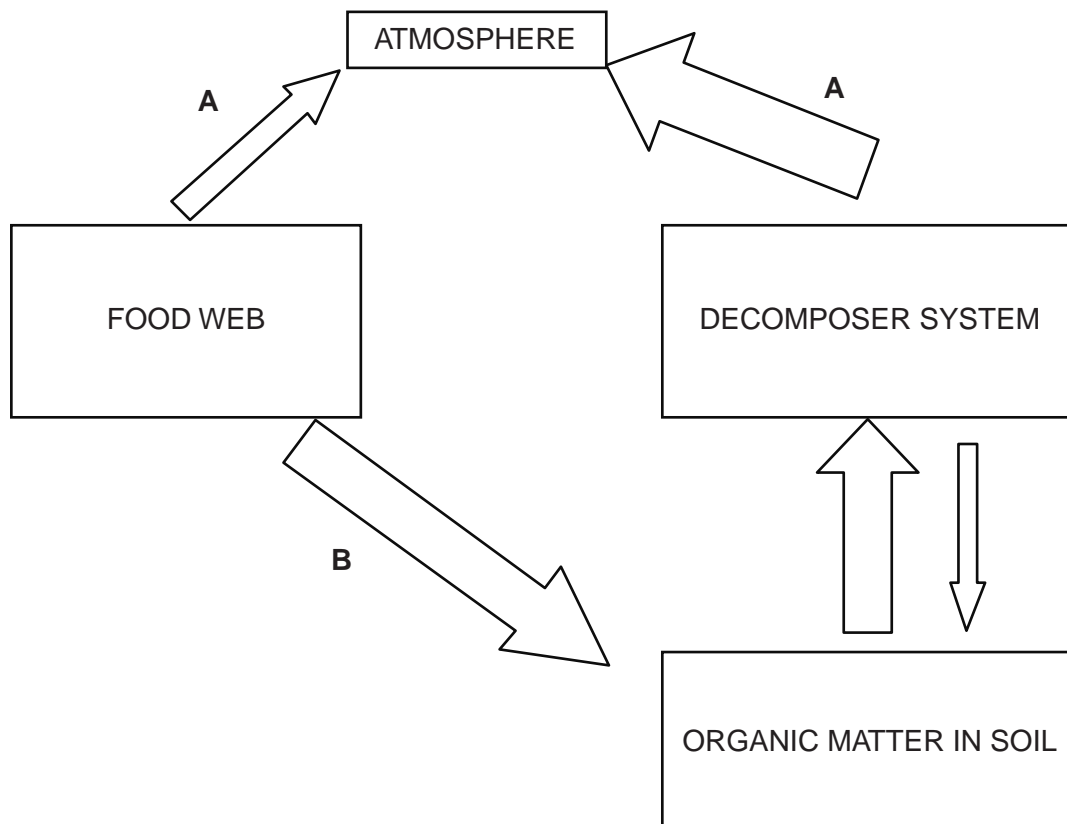 ATMOSPHERE
A
A
FOOD WEB
DECOMPOSER SYSTEM
B
ORGANIC MATTER IN SOIL